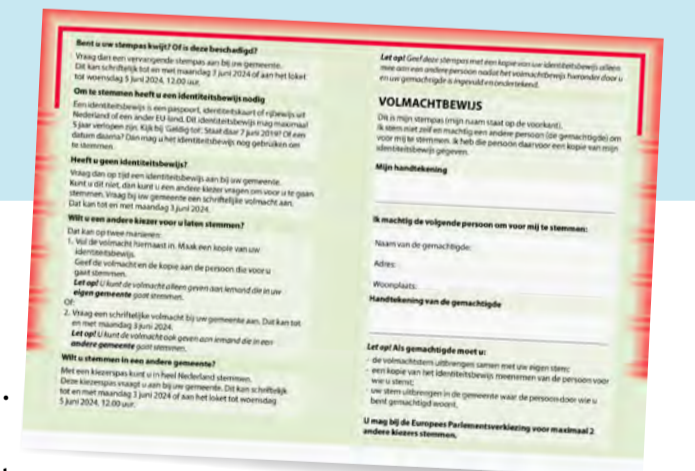 Bent u uw stempas kwijt? Of is deze beschadigd?
Vraag dan een vervangende stempas aan bij uw gemeente.
Dit kan schriftelijk tot en met maandag 3 juni 2024 of aan het loket
tot woensdag 5 juni 2024, 12.00 uur.
Om te stemmen heeft u een identiteitsbewijs nodig
Een identiteitsbewijs is een paspoort, identiteitskaart of rijbewijs uit
Nederland of een ander EU-land. Dit identiteitsbewijs mag maximaal
5 jaar verlopen zijn. Kijk bij 'Geldig tot'. Staat daar 7 juni 2019? Of een
datum daarna? Dan mag u het identiteitsbewijs nog gebruiken om
te stemmen.
Heeft u geen identiteitsbewijs?
Vraag dan op tijd een identiteitsbewijs aan bij uw gemeente.
Kunt u dit niet, dan kunt u een andere kiezer vragen om voor u te gaan
stemmen. Vraag bij uw gemeente een schriftelijke volmacht aan.
Dat kan tot en met maandag 3 juni 2024.
Wilt u een andere kiezer voor u laten stemmen?
Dat kan op twee manieren:
1. Vul de volmacht hiernaast in. Maak een kopie van uw
identiteitsbewijs.
Geef de volmacht en de kopie aan de persoon die voor u
gaat stemmen.
Let op! U kunt de volmacht alleen geven aan iemand die in uw
eigen gemeente gaat stemmen.
Of:
2. Vraag een schriftelijke volmacht bij uw gemeente aan. Dat kan tot
en met maandag 3 juni 2024.
Let op! U kunt de volmacht ook geven aan iemand die in een
andere gemeente gaat stemmen.
Wilt u stemmen in een andere gemeente?
Met een kiezerspas kunt u in heel Nederland stemmen.
Deze kiezerspas vraagt u aan bij uw gemeente. Dit kan schriftelijk
tot en met maandag 3 juni 2024 of aan het loket tot woensdag
5 juni 2024, 12.00 uur.
Let op! Geef deze stempas met een kopie van uw identiteitsbewijs alleen
mee aan een andere persoon nadat het volmachtbewijs hieronder door u
en uw gemachtigde is ingevuld en ondertekend.
VOLMACHTBEWIJS
Dit is mijn stempas (mijn naam staat op de voorkant).
Ik stem niet zelf en machtig een andere persoon (de gemachtigde) om
voor mij te stemmen. Ik heb die persoon daarvoor een kopie van mijn
identiteitsbewijs gegeven.
Mijn handtekening
Ik machtig de volgende persoon om voor mij te stemmen:
Naam van de gemachtigde:
Adres:
Woonplaats:
Handtekening van de gemachtigde
Let op! Als gemachtigde moet u:
- de volmachtstem uitbrengen samen met uw eigen stem;
- een kopie van het identiteitsbewijs meenemen van de persoon voor
wie u stemt;
- uw stem uitbrengen in de gemeente waar de persoon door wie u
bent gemachtigd woont.
U mag bij de Europees Parlementsverkiezing voor maximaal 2
andere kiezers stemmen.